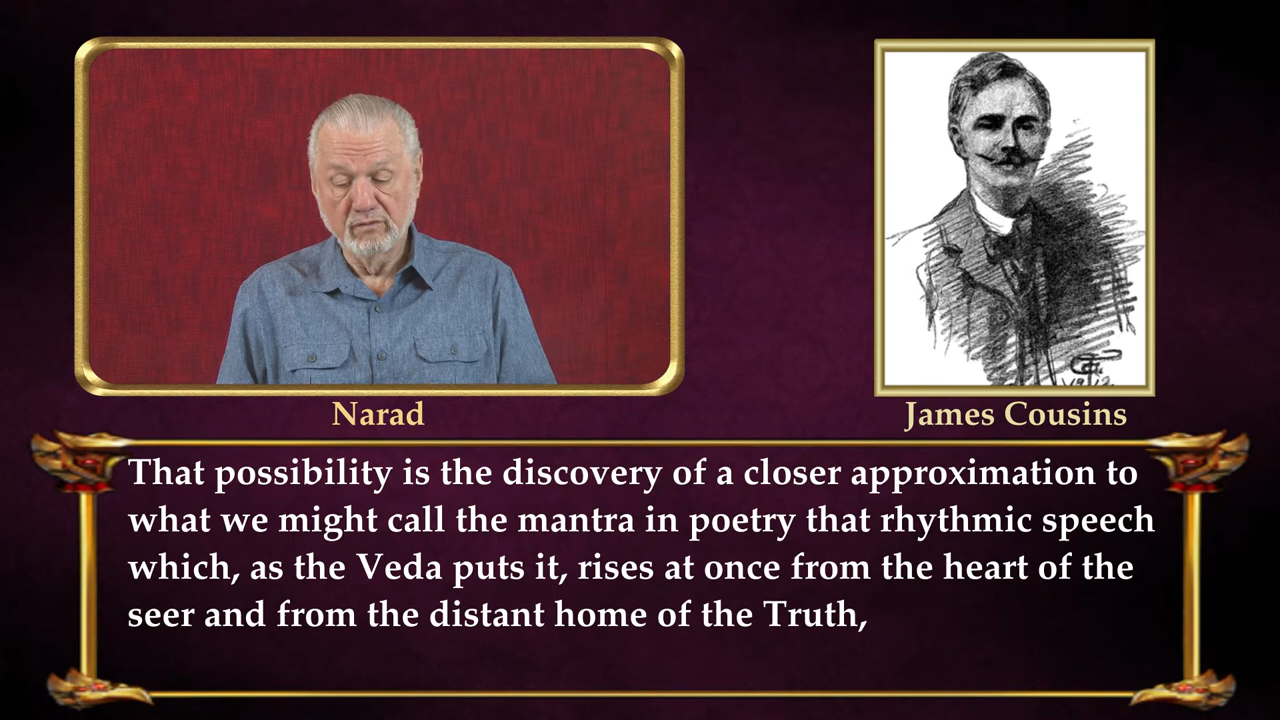 Narad
James Cousins
That possibility is the discovery of a closer approximation to
what we might call the mantra in poetry that rhythmic speech
which, as the Veda puts it, rises at once from the heart of the
seer and from the distant home of the Truth,